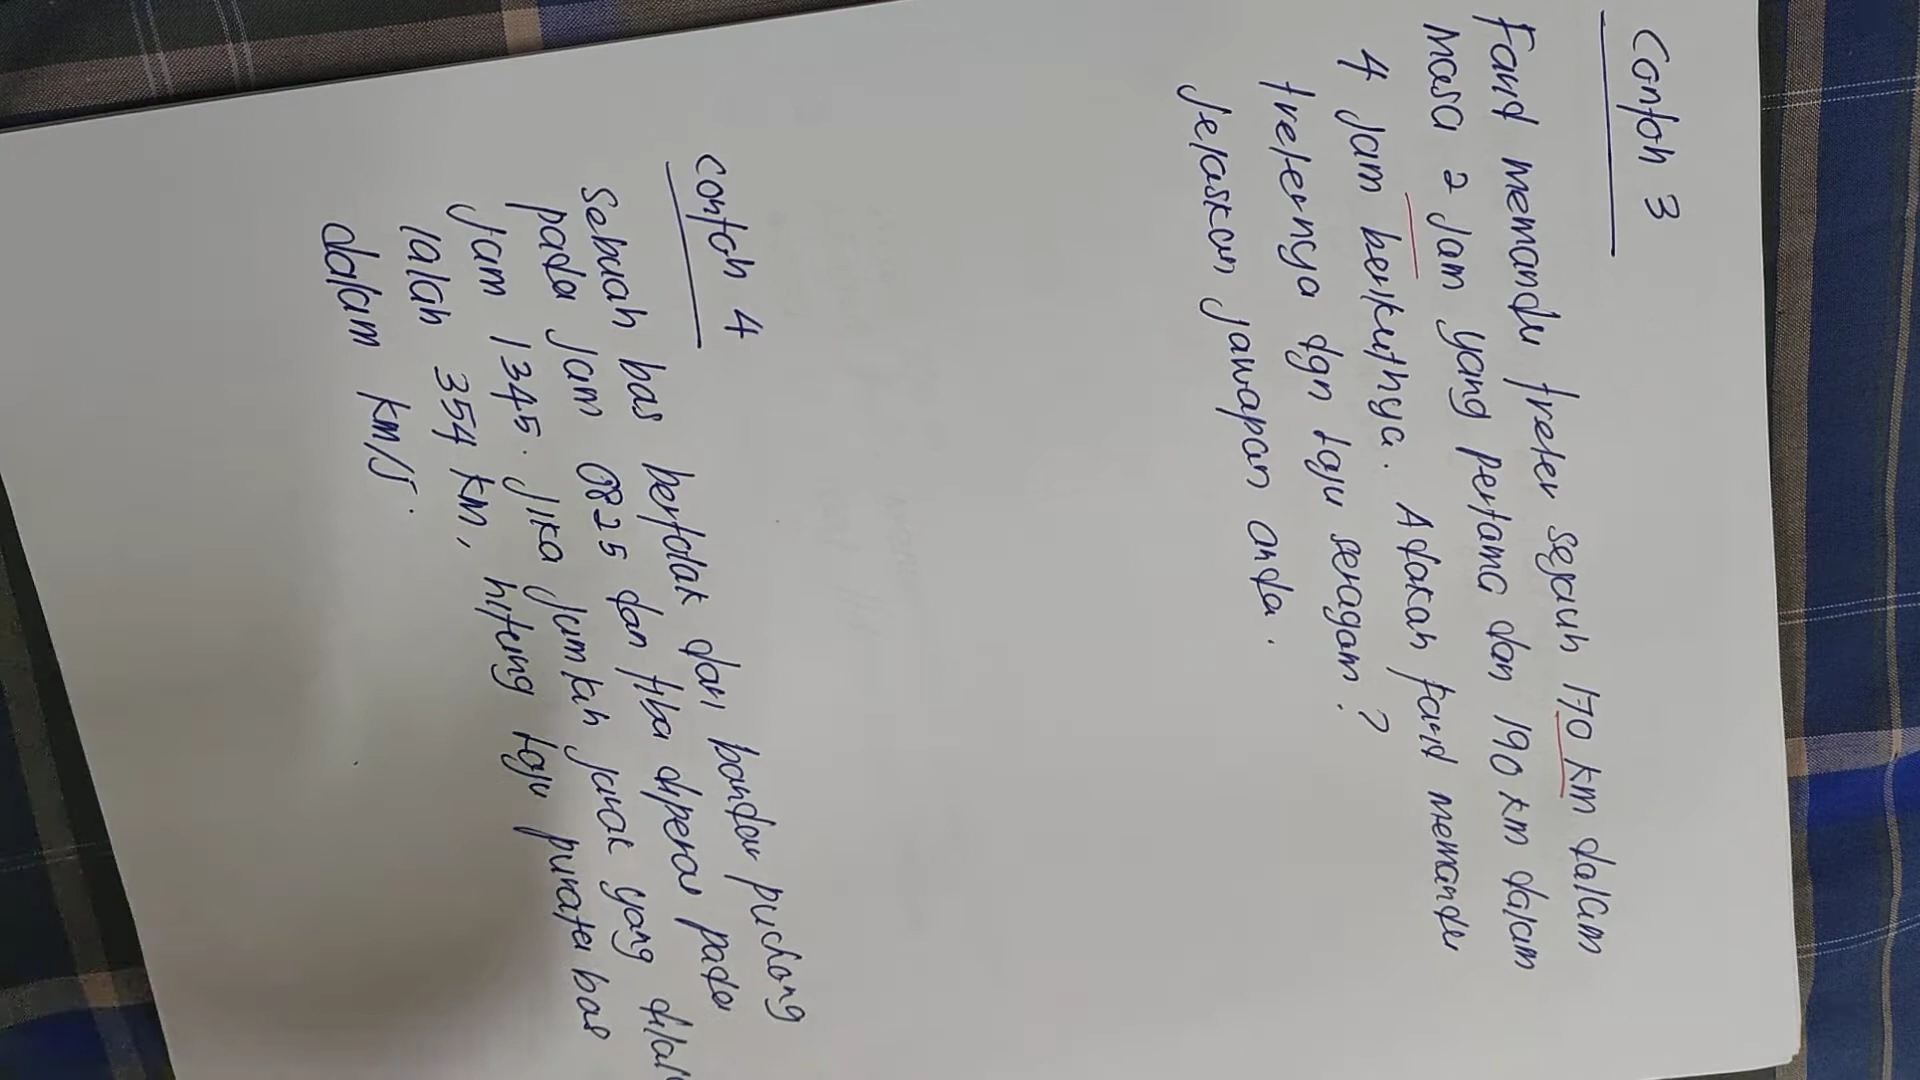 Contoh 3
Farid memandu treler sejauh 170 km dalam
masa 2 jam yang pertama dan 190 km dalam
4 jam berikutnya. Adakah farid memandu
trelernya dgn laju seragam?
jelaskan jawapan anda.
Contoh 4
Sebuah bas bertolak dari bandar puchong
pada jam 0825 dan tiba di perak pada
jam 1345. jika jumlah jarak yang dilal
ialah 354 km, hitung laju purata bas
dalam km/j.